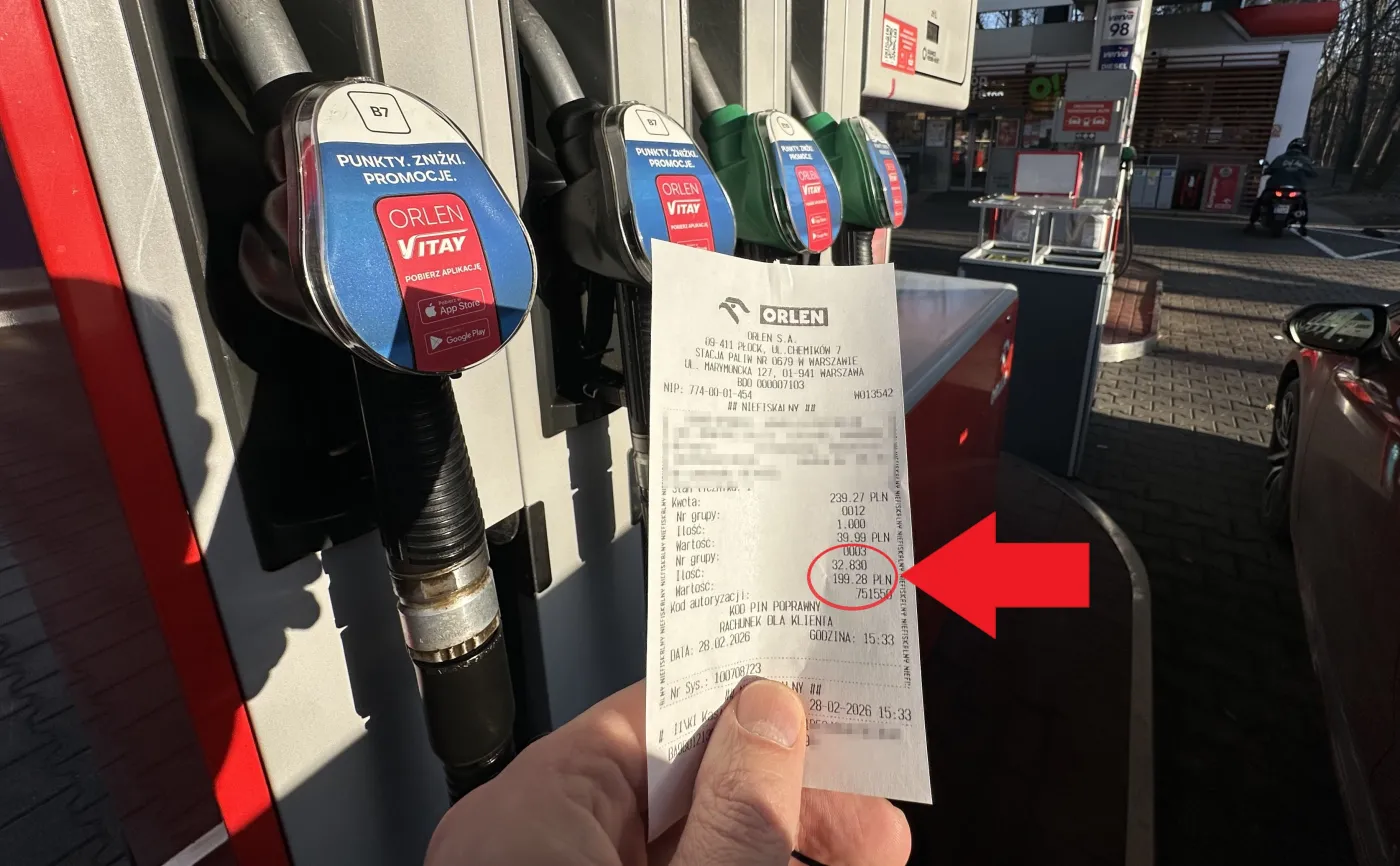 B7
PUNKTY. ZNIŻKI.
PROMOCJE.
ORLEN
VITAY
POBIERZ APLIKACJĘ
App Store
Google Play
B7
PUNKTY. ZNIŻKI.
PROMOCJE.
ORLEN
VITAY
ORLEN
VITAY
verva
98
verva
DIESEL
O!
ORLEN
ORLEN S.A.
09-411 PŁOCK, UL.CHEMIKÓW 7
STACJA PALIW NR 0679 W WARSZAWIE
UL. MARYMONCKA 127, 01-941 WARSZAWA
BDO 000007103
NIP: 774-00-01-454 W013542
## NIEFISKALNY ##
Kwota: 239.27 PLN
Nr grupy: 0012
Ilość: 1.000
Wartość: 39.99 PLN
Nr grupy: 0003
Ilość: 32.830
Wartość: 199.28 PLN
Kod autoryzacji: 751550
KOD PIN POPRAWNY
RACHUNEK DLA KLIENTA
DATA: 28.02.2026 GODZINA: 15:33
Nr Sys.: 100708723
28-02-2026 15:33